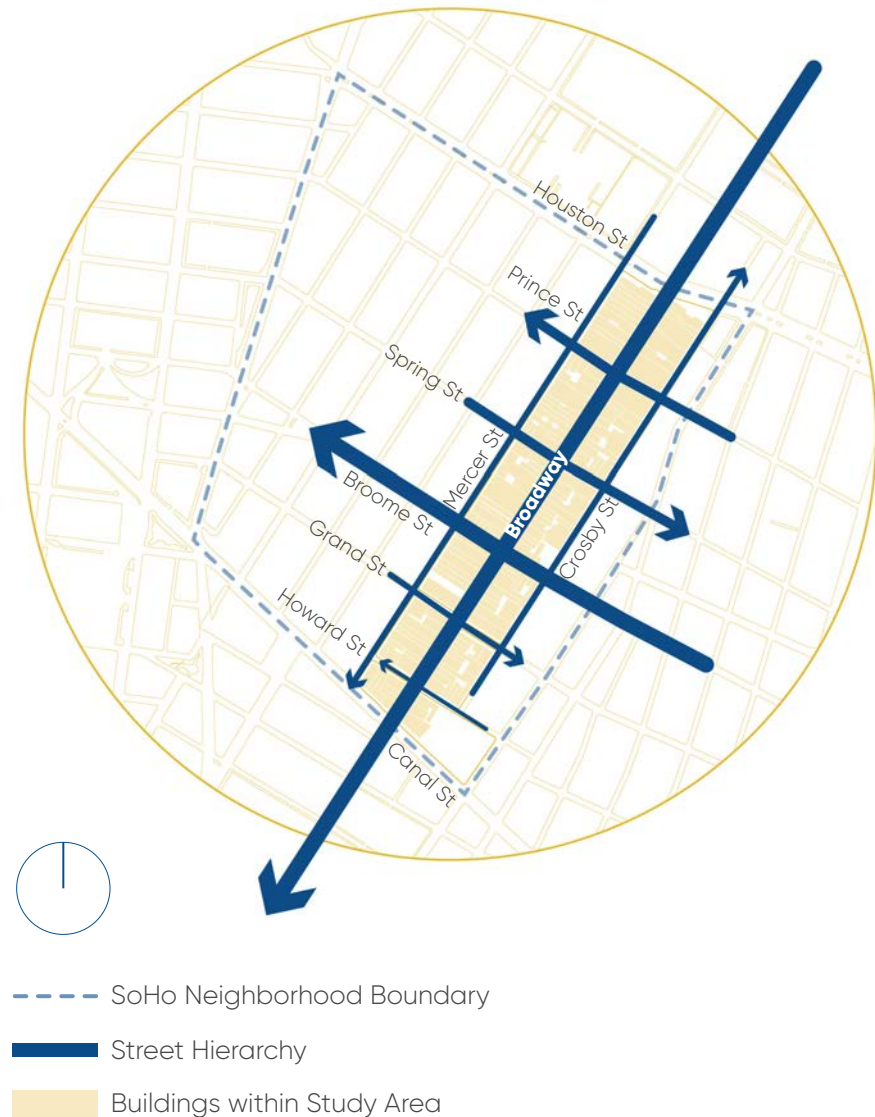 Houston St
Prince St
Spring St
Mercer St
Broadway
Broome St
Crosby St
Grand St
Howard St
Canal St
SoHo Neighborhood Boundary
Street Hierarchy
Buildings within Study Area